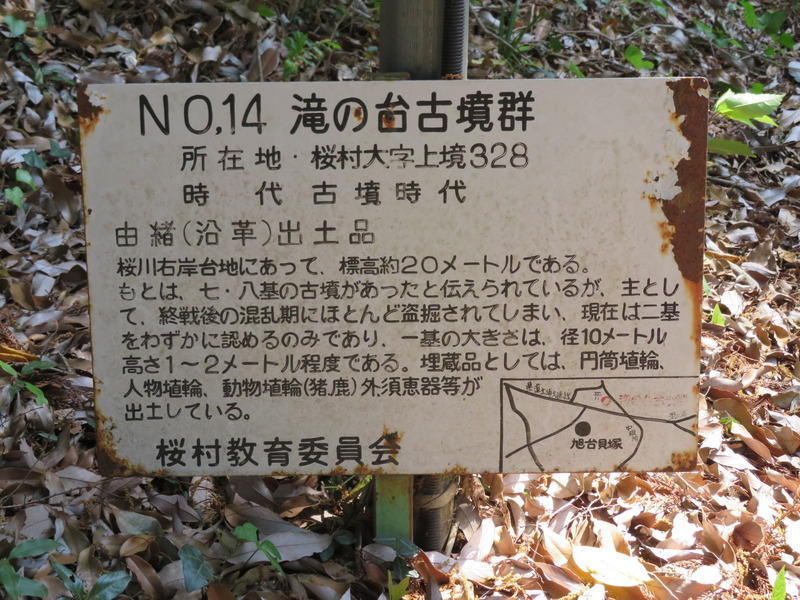 NO,14 滝の台古墳群
所在地・桜村大字上境328
時代 古墳時代
由緒(沿革)出土品
桜川右岸台地にあって、標高約20メートルである。
もとは、七・八基の古墳があったと伝えられているが、主とし
て、終戦後の混乱期にほとんど盗掘されてしまい、現在は二基
をわずかに認めるのみであり、一基の大きさは、径10メートル
高さ1~2メートル程度である。埋蔵品としては、円筒埴輪、
人物埴輪、動物埴輪(猪、鹿)外須恵器等が
出土している。
旭台貝塚
桜村教育委員会